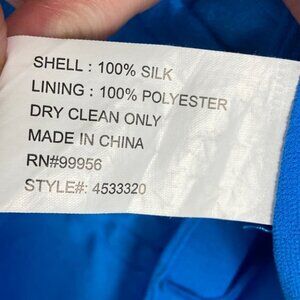 SHELL : 100% SILK
LINING : 100% POLYESTER
DRY CLEAN ONLY
MADE IN CHINA
RN#99956
STYLE#: 4533320